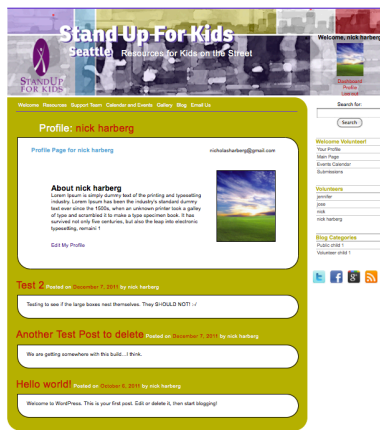 Stand Up For Kids
Seattle Resources for Kids on the Street
STANDUP
FOR KIDS
Welcome, nick harberg
Dashboard
Profile
Welcome Resources Support Team Calendar and Events Gallery Blog Email Us
Search for:
Search
Profile: nick harberg
Profile Page for nick harberg
nicholasharberg@gmail.com
About nick harberg
Lorem Ipsum is simply dummy text of the printing and typesetting
industry. Lorem Ipsum has been the industry's standard dummy
text ever since the 1500s, when an unknown printer took a galley
of type and scrambled it to make a type specimen book. It has
survived not only five centuries, but also the leap into electronic
typesetting, remaini 1
Edit My Profile
Welcome Volunteer!
Your Profile
Main Page
Events Calender
Submissions
Volunteers
jennifer
jose
nick
nick harberg
Blog Categories
Public child 1
Volunteer child 1
Test 2 Posted on December 7, 2011 by nick harberg
Testing to see if the large boxes nest themselves. They SHOULD NOT! :-/
Another Test Post to delete Posted on December 7, 2011 by nick harberg
We are getting somewhere with this build...I think.
Hello world! Posted on October 5, 2011 by nick harberg
Welcome to WordPress. This is your first post. Edit or delete it, then start blogging!